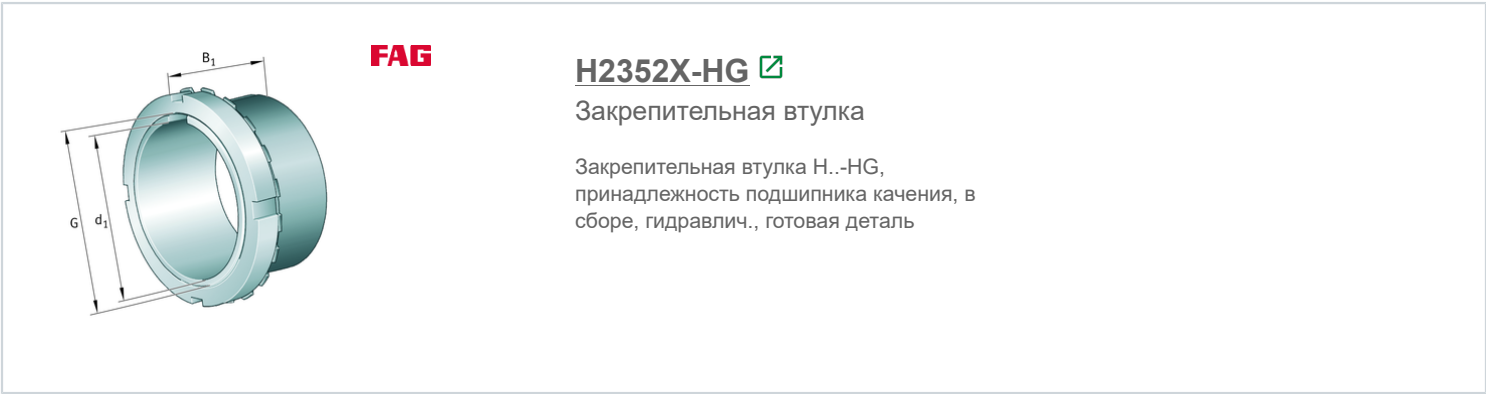 B1
FAG
G
d1
H2352X-HG
Закрепительная втулка
Закрепительная втулка H..-HG,
принадлежность подшипника качения, в
сборе, гидравлич., готовая деталь